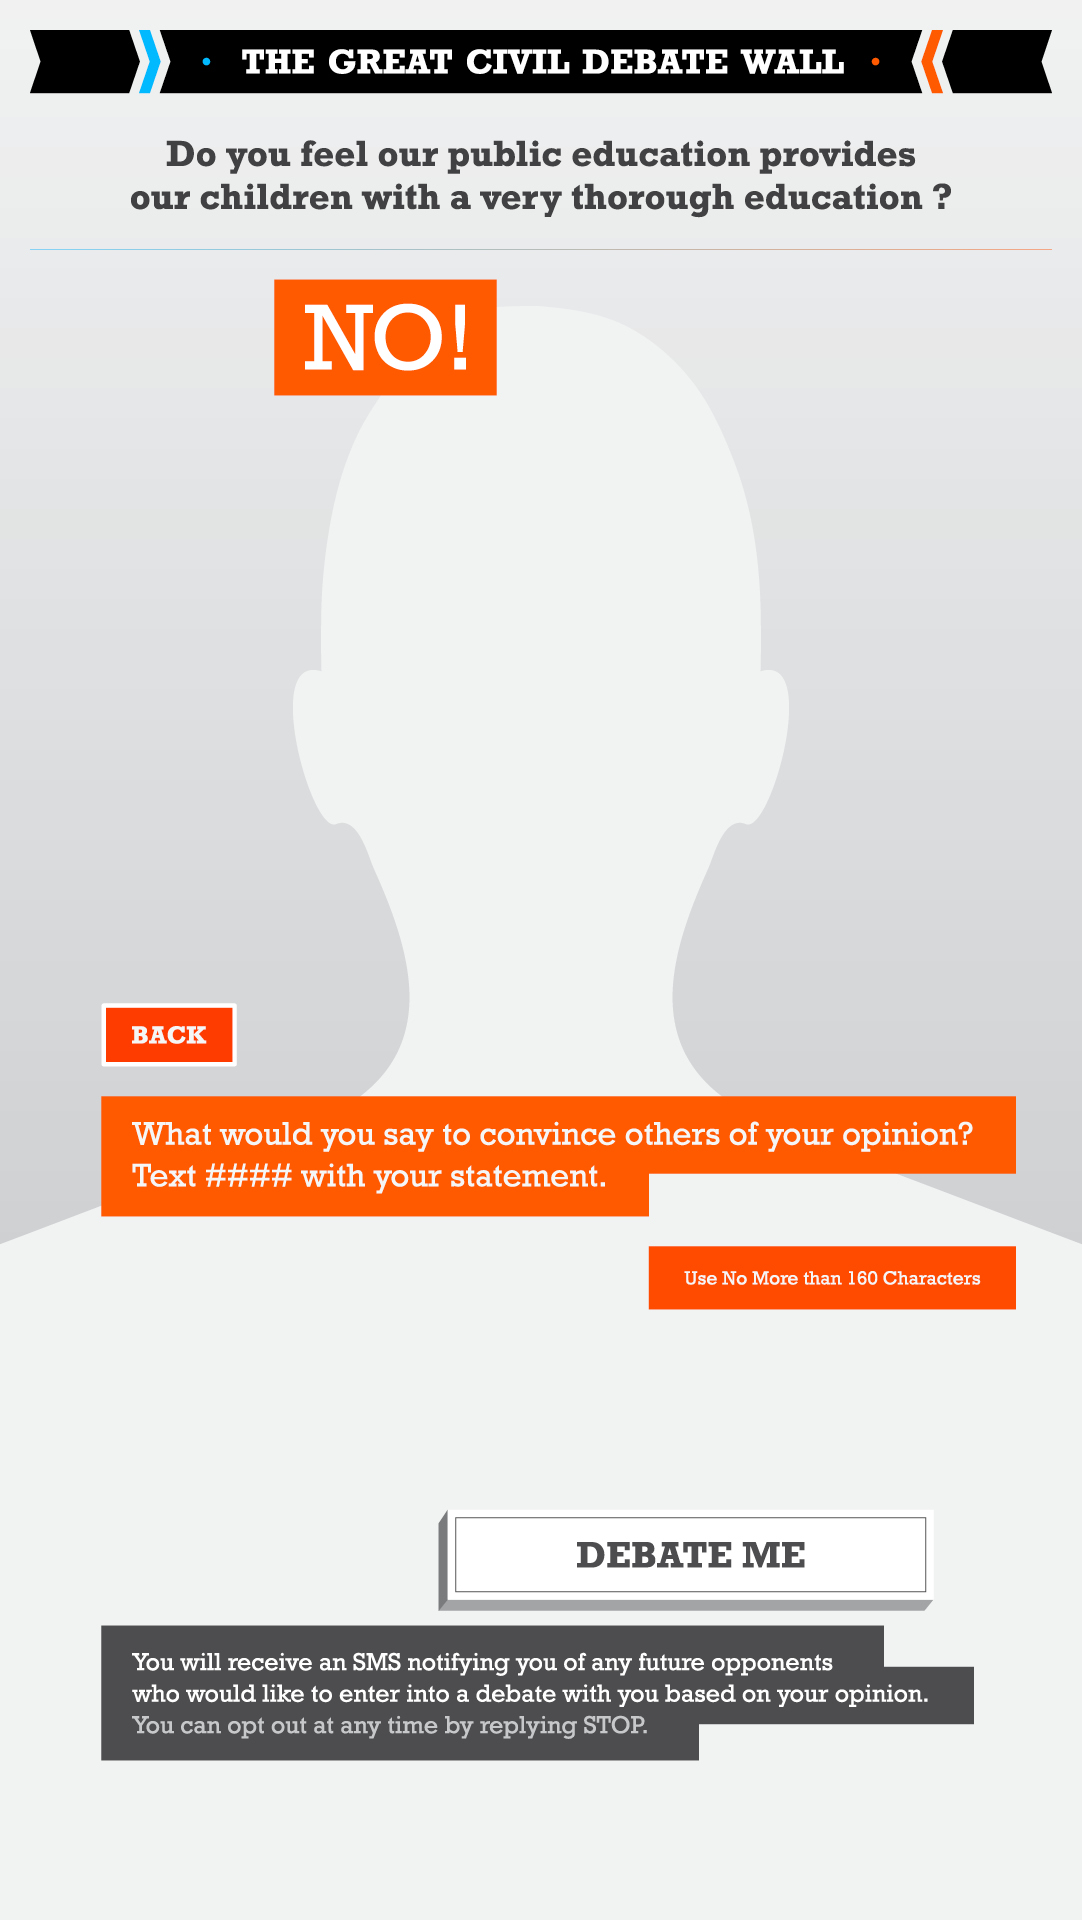 THE GREAT CIVIL DEBATE WALL
Do you feel our public education provides
our children with a very thorough education ?
NO!
BACK
What would you say to convince others of your opinion?
Text #### with your statement.
Use No More than 160 Characters
DEBATE ME
You will receive an SMS notifying you of any future opponents
who would like to enter into a debate with you based on your opinion.
You can opt out at any time by replying STOP.